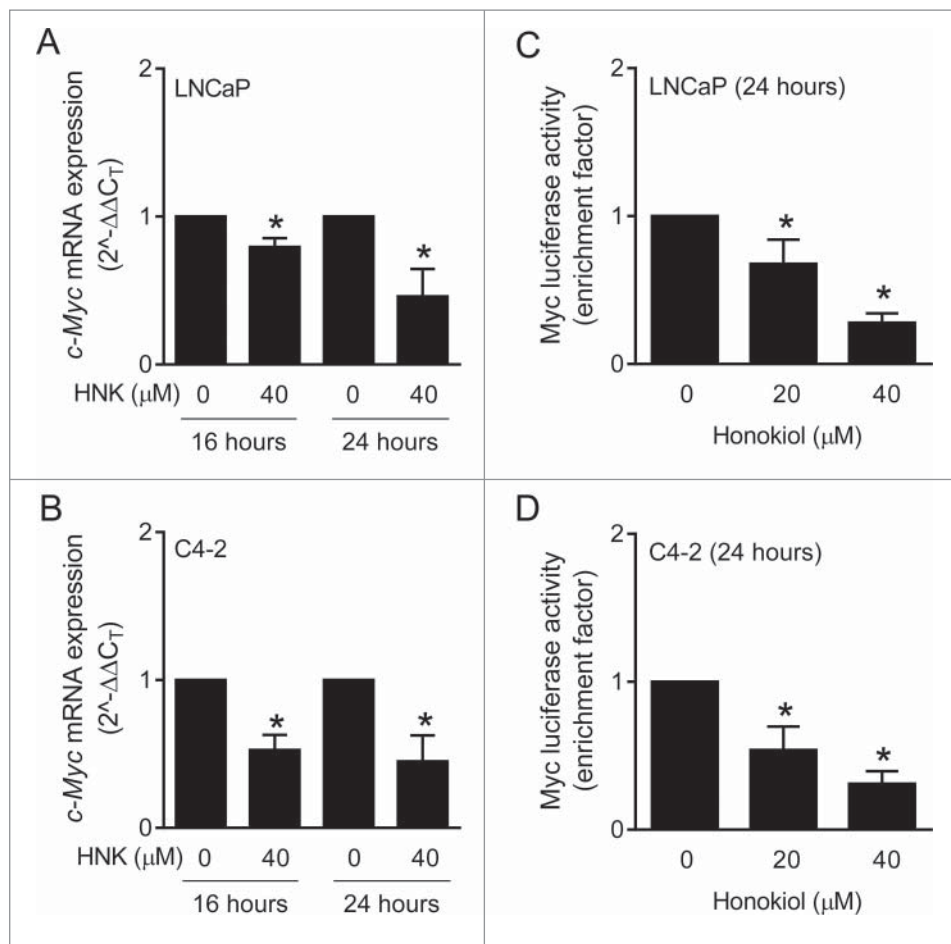 A
c-Myc mRNA expression
(2^-ΔΔCT)
2
1
0
LNCaP
*
*
HNK (μM)
0 40 0 40
16 hours 24 hours
C
Myc luciferase activity
(enrichment factor)
2
1
0
LNCaP (24 hours)
*
*
0 20 40
Honokiol (μM)
B
c-Myc mRNA expression
(2^-ΔΔCT)
2
1
0
C4-2
*
*
HNK (μM)
0 40 0 40
16 hours 24 hours
D
Myc luciferase activity
(enrichment factor)
2
1
0
C4-2 (24 hours)
*
*
0 20 40
Honokiol (μM)